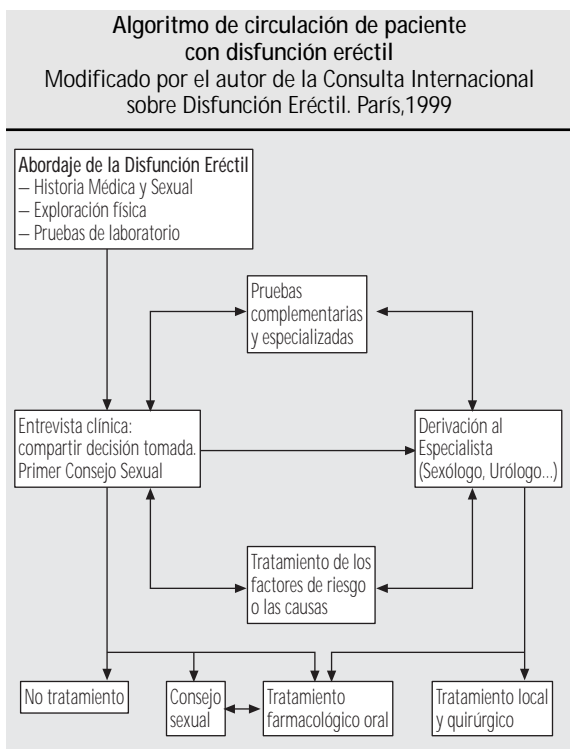 Algoritmo de circulación de paciente
con disfunción eréctil
Modificado por el autor de la Consulta Internacional
sobre Disfunción Eréctil. París,1999
Abordaje de la Disfunción Eréctil
– Historia Médica y Sexual
– Exploración física
– Pruebas de laboratorio
Pruebas
complementarias
y especializadas
Entrevista clínica:
compartir decisión tomada.
Primer Consejo Sexual
Derivación al
Especialista
(Sexólogo, Urólogo...)
Tratamiento de los
factores de riesgo
o las causas
No tratamiento
Consejo
sexual
Tratamiento
farmacológico oral
Tratamiento local
y quirúrgico